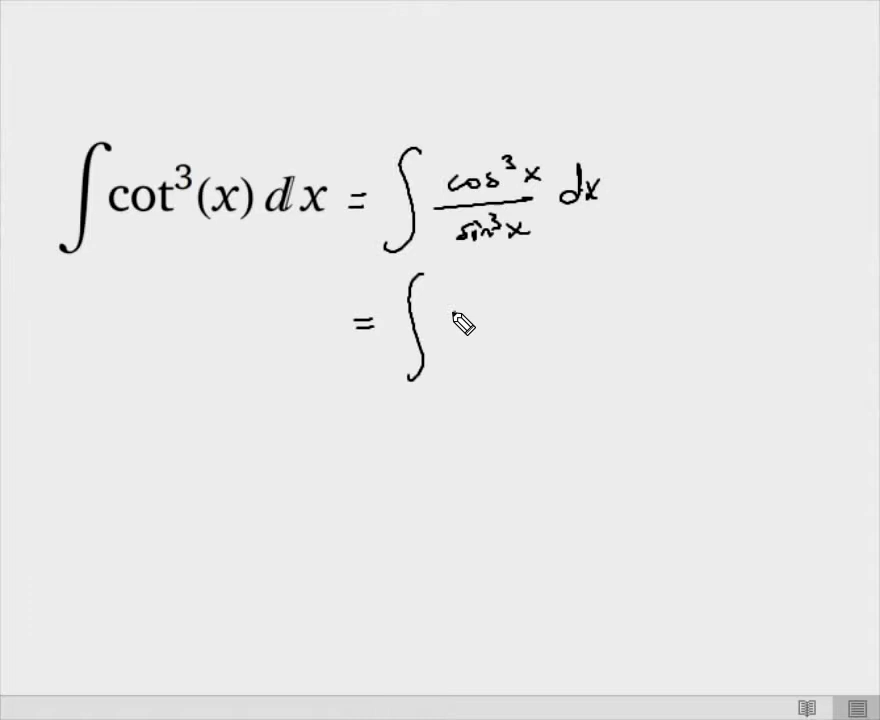 ∫cot³(x) dx = ∫ cos³x / sin³x dx
= ∫